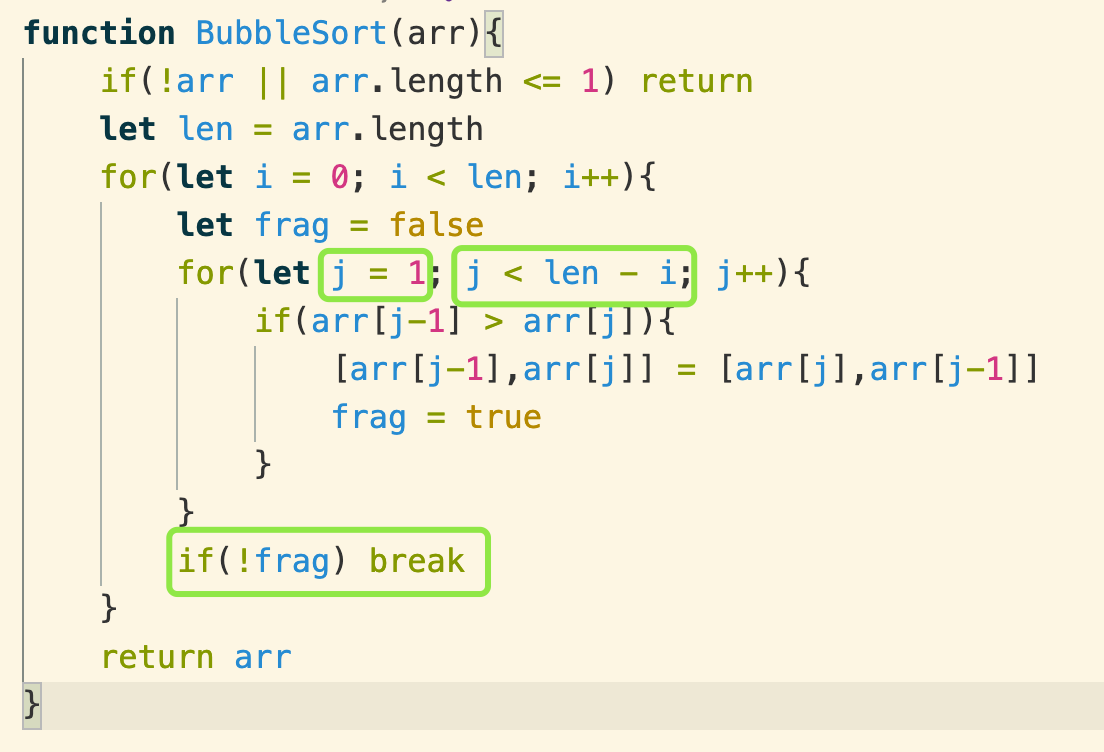 function BubbleSort(arr){
if(!arr || arr.length <= 1) return
let len = arr.length
for(let i = 0; i < len; i++){
let frag = false
for(let j = 1; j < len - i; j++){
if(arr[j-1] > arr[j]){
[arr[j-1],arr[j]] = [arr[j],arr[j-1]]
frag = true
}
}
if(!frag) break
}
return arr
}